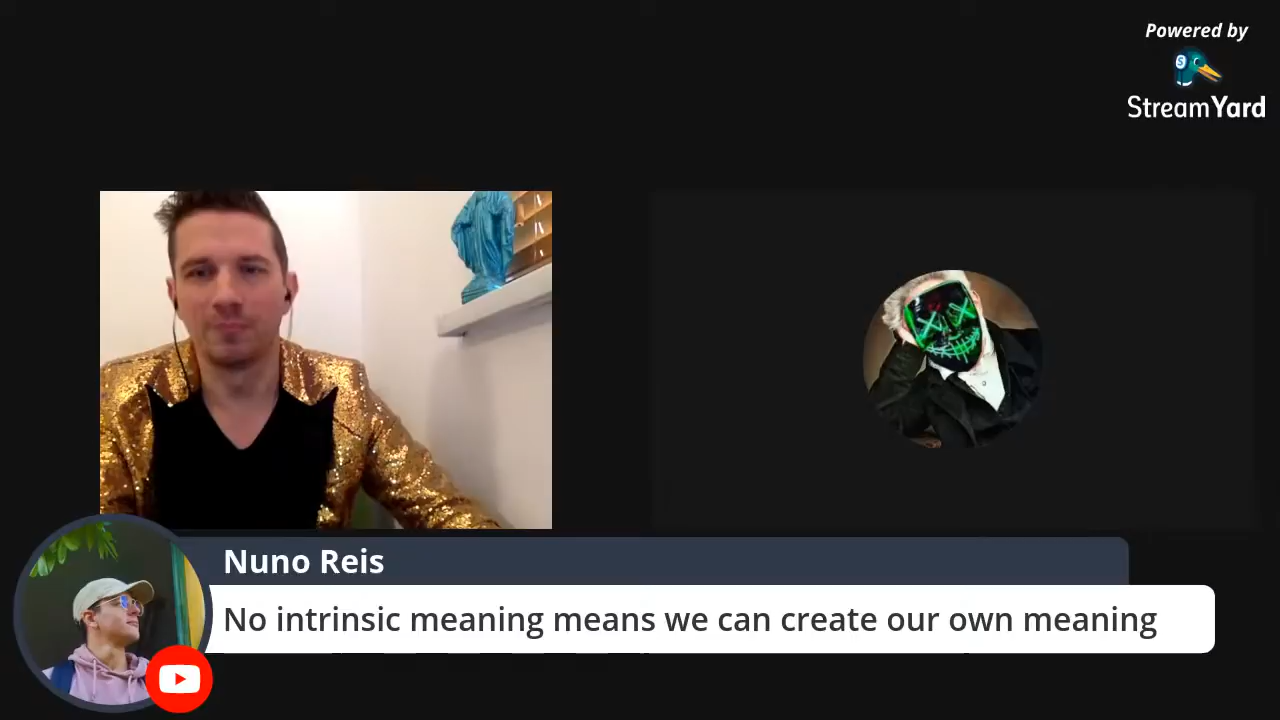 Powered by
StreamYard
Nuno Reis
No intrinsic meaning means we can create our own meaning